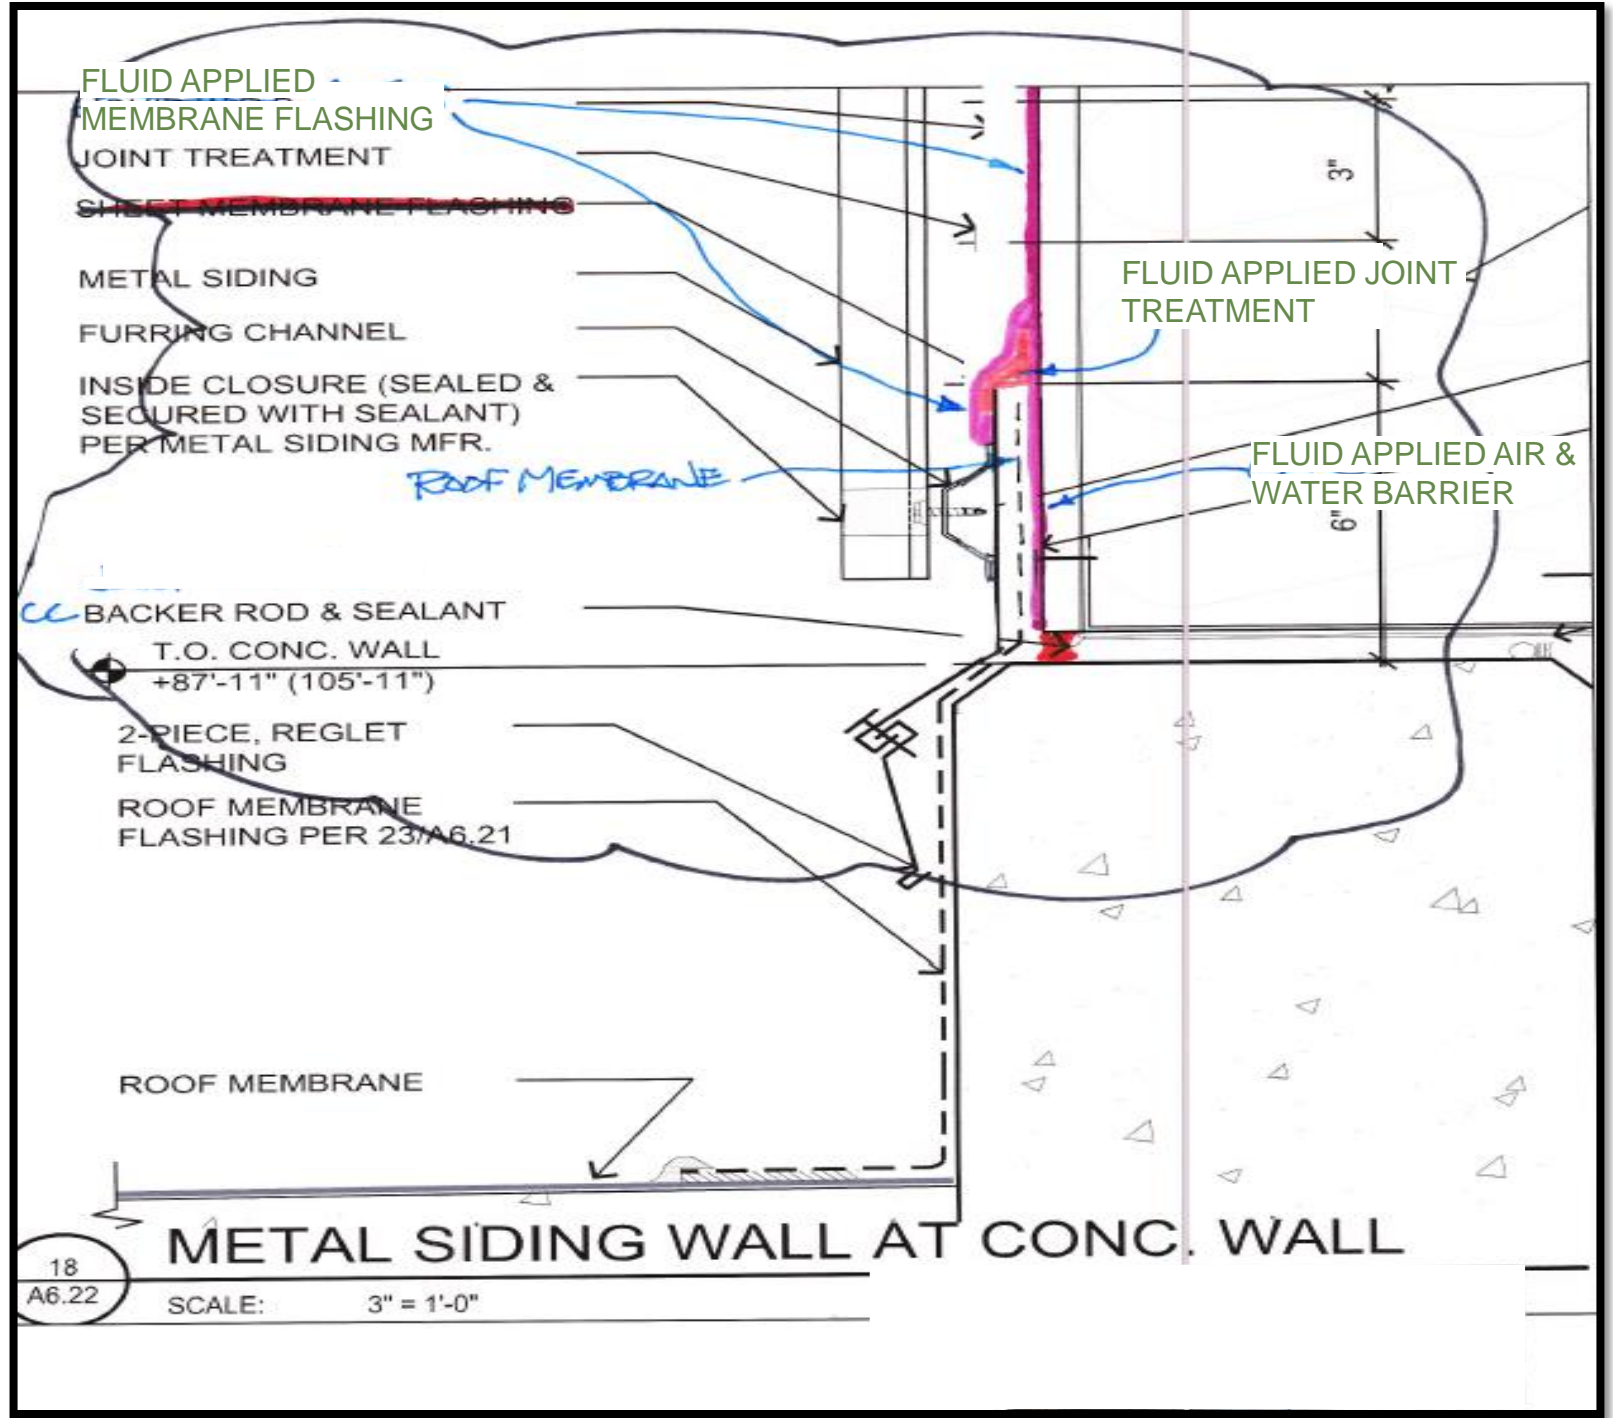 FLUID APPLIED
MEMBRANE FLASHING
JOINT TREATMENT
SHEET MEMBRANE FLASHING
METAL SIDING
FURRING CHANNEL
INSIDE CLOSURE (SEALED &
SECURED WITH SEALANT)
PER METAL SIDING MFR.
ROOF MEMBRANE
3"
FLUID APPLIED JOINT
TREATMENT
FLUID APPLIED AIR &
WATER BARRIER
6"
CC BACKER ROD & SEALANT
T.O. CONC. WALL
+87'-11" (105'-11")
2-PIECE, REGLET
FLASHING
ROOF MEMBRANE
FLASHING PER 23/A6.21
ROOF MEMBRANE
METAL SIDING WALL AT CONC. WALL
18
A6.22
SCALE: 3" = 1'-0"